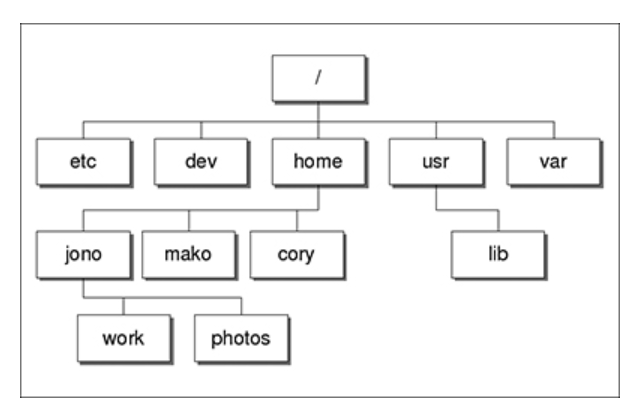 /
etc dev home usr var
jono mako cory lib
work photos